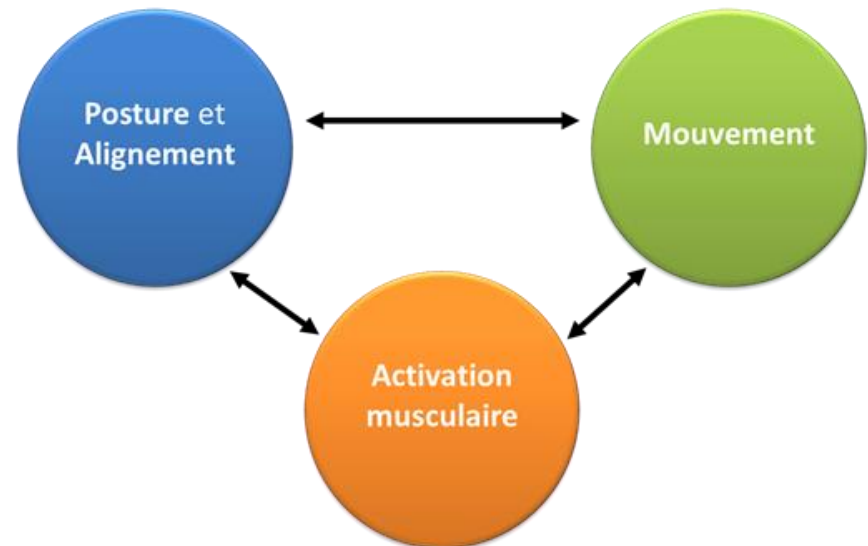 Posture et
Alignement
Mouvement
Activation
musculaire